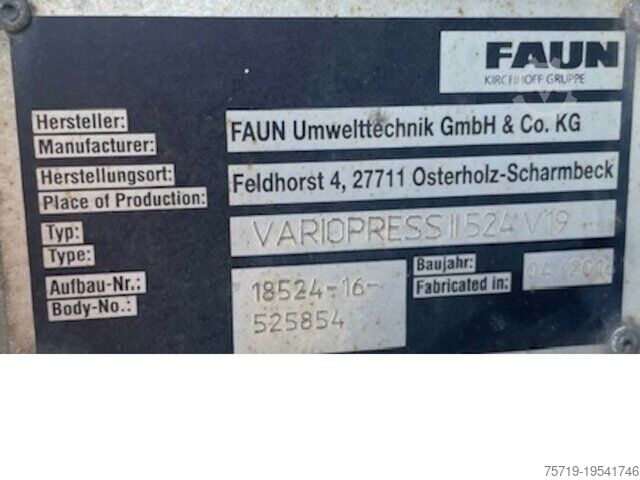 FAUN
KIRCHHOFF GRUPPE
Hersteller:
Manufacturer:
FAUN Umwelttechnik GmbH & Co. KG
Herstellungsort:
Place of Production:
Feldhorst 4, 27711 Osterholz-Scharmbeck
Typ:
Type:
VARIOPRESS II 524 V19
Aufbau-Nr.:
Body-No.:
18524-16-
525854
Baujahr:
Fabricated in:
75719-19541746